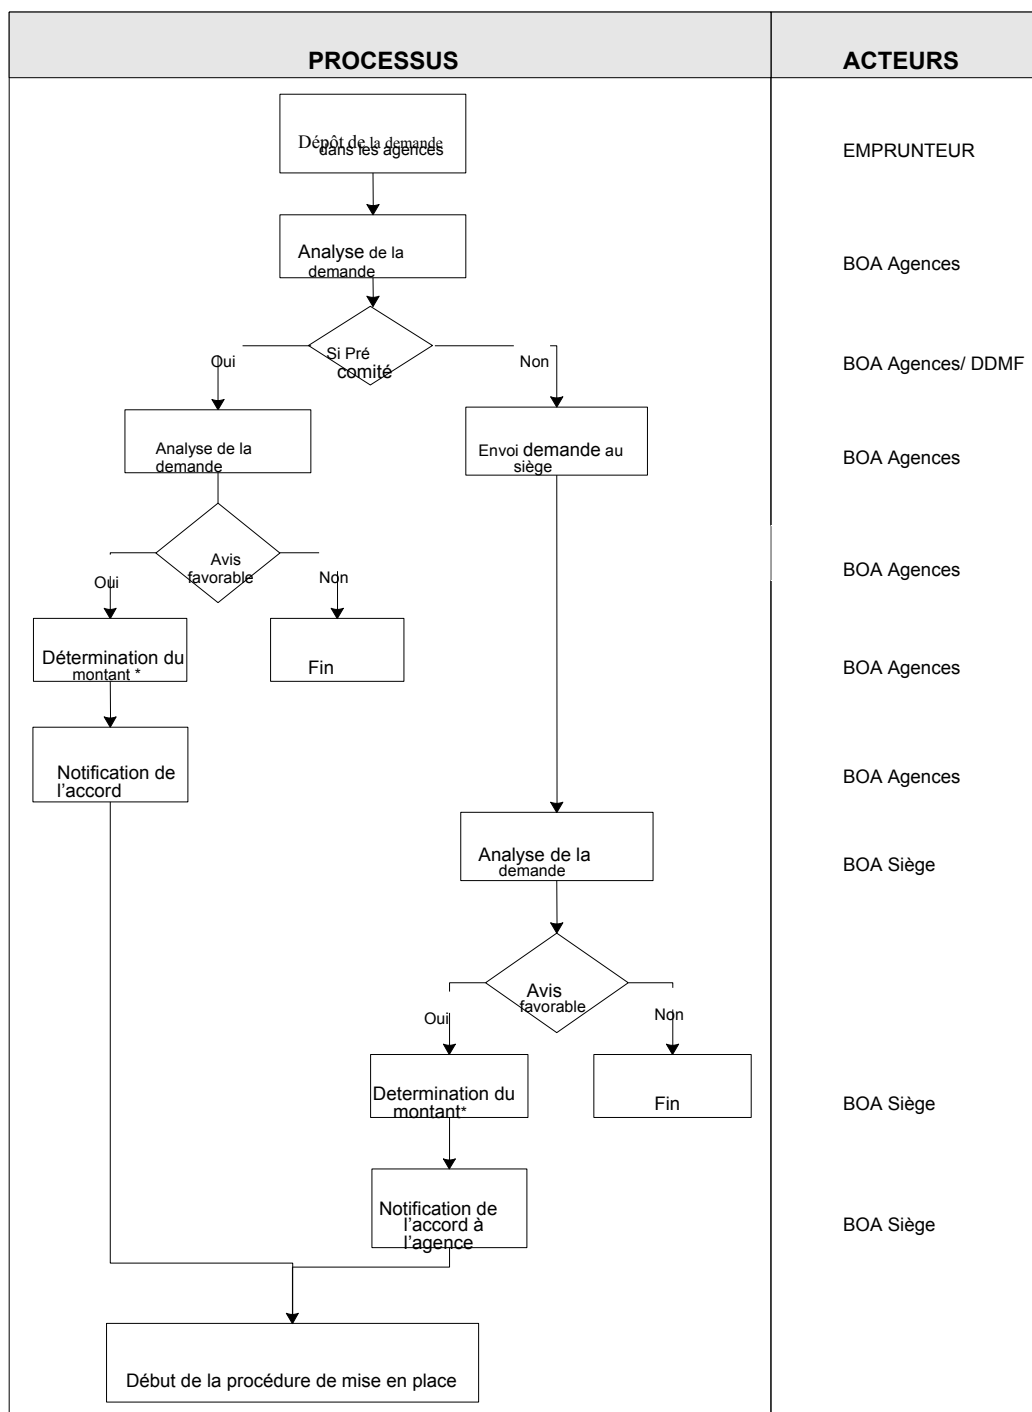 PROCESSUS
ACTEURS
Dépôt de la demande
dans les agences
EMPRUNTEUR
Analyse de la
demande
BOA Agences
Si Pré
comité
Oui
Non
BOA Agences/ DDMF
Analyse de la
demande
Envoi demande au
siège
BOA Agences
Avis
favorable
Oui
Non
BOA Agences
Détermination du
montant *
Fin
BOA Agences
Notification de
l’accord
BOA Agences
Analyse de la
demande
BOA Siège
Avis
favorable
Oui
Non
Determination du
montant*
Fin
BOA Siège
Notification de
l’accord à
l’agence
BOA Siège
Début de la procédure de mise en place